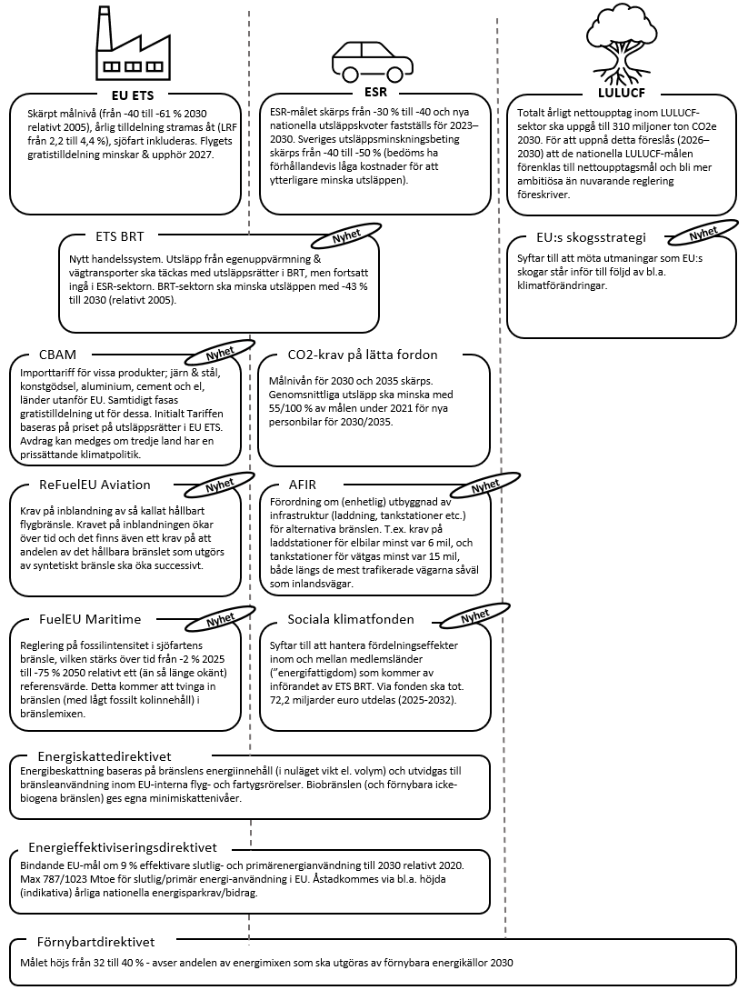 EU ETS
Skärpt målnivå (från -40 till -61 % 2030
relativt 2005), årlig tilldelning stramas åt (LRF
från 2,2 till 4,4 %), sjöfart inkluderas. Flygets
gratistilldelning minskar & upphör 2027.
ESR
ESR-målet skärps från -30 % till -40 och nya
nationella utsläppskvoter fastställs för 2023–
2030. Sveriges utsläppsminskningsbeting
skärps från -40 till -50 % (bedöms ha
förhållandevis låga kostnader för att
ytterligare minska utsläppen).
LULUCF
Totalt årligt nettoupptag inom LULUCF-
sektor ska uppgå till 310 miljoner ton CO2e
2030. För att uppnå detta föreslås (2026–
2030) att de nationella LULUCF-målen
förenklas till nettoupptagsmål och bli mer
ambitiösa än nuvarande reglering
föreskriver.
ETS BRT
Nyhet
Nytt handelssystem. Utsläpp från egenuppvärmning &
vägtransporter ska täckas med utsläppsrätter i BRT, men fortsatt
ingå i ESR-sektorn. BRT-sektorn ska minska utsläppen med -43 %
till 2030 (relativt 2005).
EU:s skogsstrategi
Nyhet
Syftar till att möta utmaningar som EU:s
skogar står inför till följd av bl.a.
klimatförändringar.
CBAM
Nyhet
Importtariff för vissa produkter; järn & stål,
konstgödsel, aluminium, cement och el,
länder utanför EU. Samtidigt fasas
gratistilldelning ut för dessa. Initialt Tariffen
baseras på priset på utsläppsrätter i EU ETS.
Avdrag kan medges om tredje land har en
prissättande klimatpolitik.
CO2-krav på lätta fordon
Målnivån för 2030 och 2035 skärps.
Genomsnittliga utsläpp ska minska med
55/100 % av målen under 2021 för nya
personbilar för 2030/2035.
ReFuelEU Aviation
Nyhet
Krav på inblandning av så kallat hållbart
flygbränsle. Kravet på inblandningen ökar
över tid och det finns även ett krav på att
andelen av det hållbara bränslet som utgörs
av syntetiskt bränsle ska öka successivt.
AFIR
Nyhet
Förordning om (enhetlig) utbyggnad av
infrastruktur (laddning, tankstationer etc.)
för alternativa bränslen. T.ex. krav på
laddstationer för elbilar minst var 6 mil, och
tankstationer för vätgas minst var 15 mil,
både längs de mest trafikerade vägarna såväl
som inlandsvägar.
FuelEU Maritime
Nyhet
Reglering på fossilintensitet i sjöfartens
bränsle, vilken stärks över tid från -2 % 2025
till -75 % 2050 relativt ett (än så länge okänt)
referensvärde. Detta kommer att tvinga in
bränslen (med lågt fossilt kolinnehåll) i
bränslemixen.
Sociala klimatfonden
Nyhet
Syftar till att hantera fördelningseffekter
inom och mellan medlemsländer
(”energifattigdom) som kommer av
införandet av ETS BRT. Via fonden ska tot.
72,2 miljarder euro utdelas (2025-2032).
Energiskattedirektivet
Energibeskattning baseras på bränslens energiinnehåll (i nuläget vikt el. volym) och utvidgas till
bränsleanvändning inom EU-interna flyg- och fartygsrörelser. Biobränslen (och förnybara icke-
biogena bränslen) ges egna minimiskattenivåer.
Energieffektiviseringsdirektivet
Bindande EU-mål om 9 % effektivare slutlig- och primärenergianvändning till 2030 relativt 2020.
Max 787/1023 Mtoe för slutlig/primär energi-användning i EU. Åstadkommes via bl.a. höjda
(indikativa) årliga nationella energisparkrav/bidrag.
Förnybartdirektivet
Målet höjs från 32 till 40 % - avser andelen av energimixen som ska utgöras av förnybara energikällor 2030